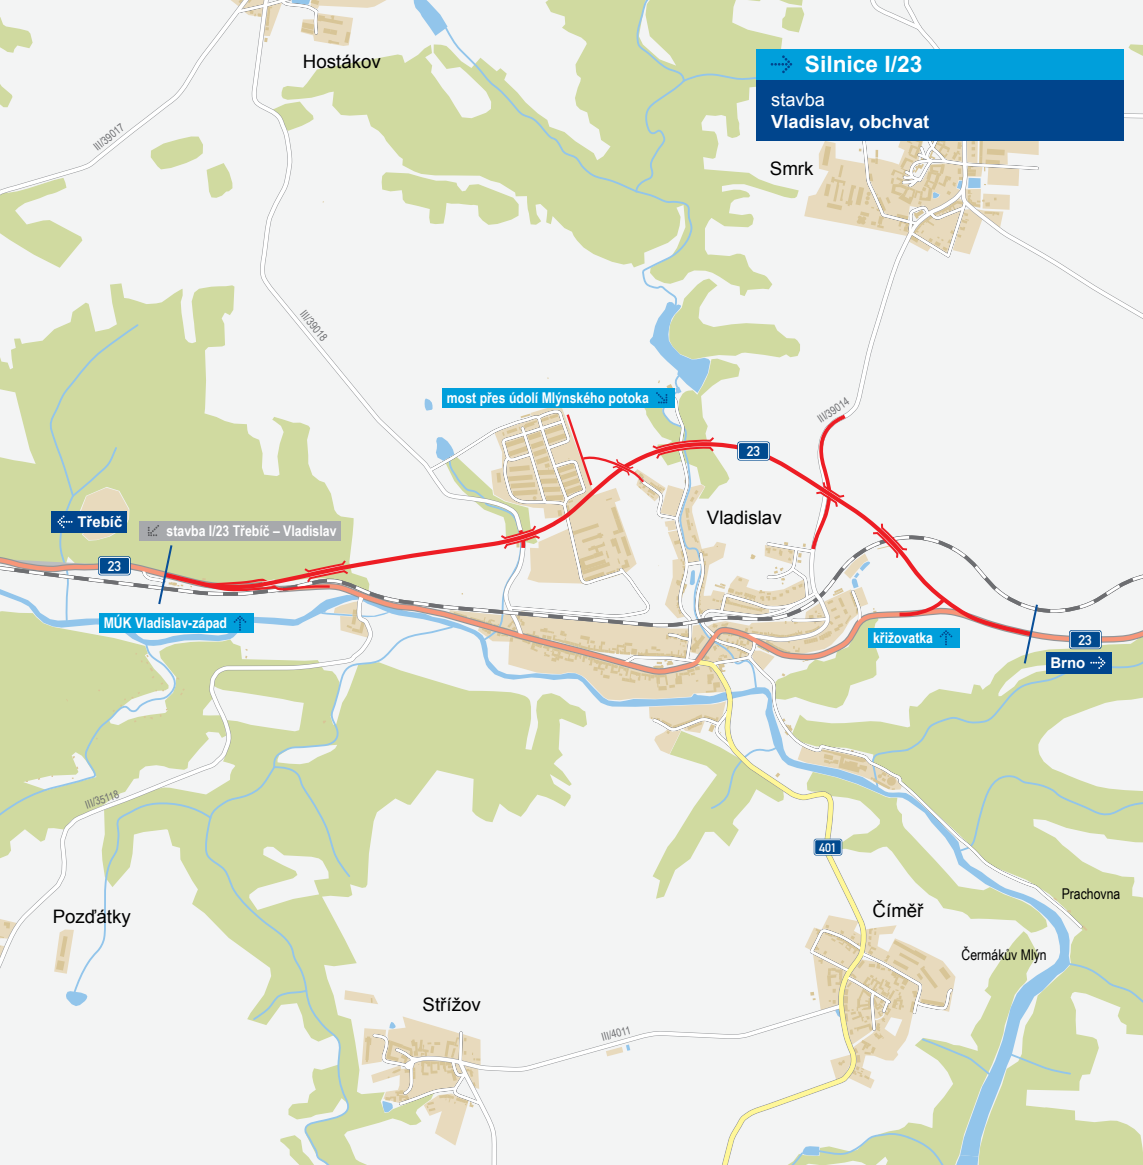 Hostákov
Silnice I/23
stavba
Vladislav, obchvat
III/39017
Smrk
III/39018
most přes údolí Mlýnského potoka
III/39014
23
Třebíč
stavba I/23 Třebíč – Vladislav
Vladislav
23
MÚK Vladislav-západ
křižovatka
23
Brno
III/35118
401
Pozďátky
Číměř
Prachovna
Čermákův Mlýn
Střížov
III/4011